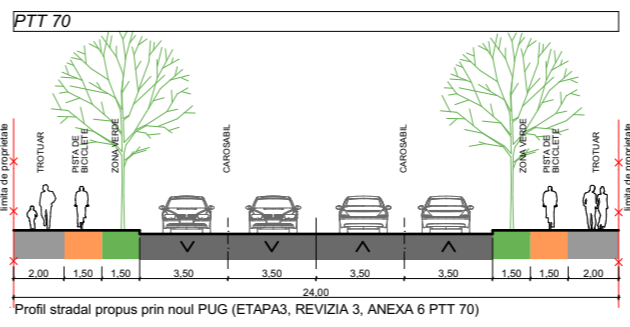 PTT 70
limita de proprietate
TROTUAR
PISTA DE
BICICLETE
ZONA VERDE
CAROSABIL
CAROSABIL
ZONA VERDE
PISTA DE
BICICLETE
TROTUAR
limita de proprietate
2,00 1,50 1,50 3,50 3,50 3,50 3,50 1,50 1,50 2,00
24,00
Profil stradal propus prin noul PUG (ETAPA3, REVIZIA 3, ANEXA 6 PTT 70)